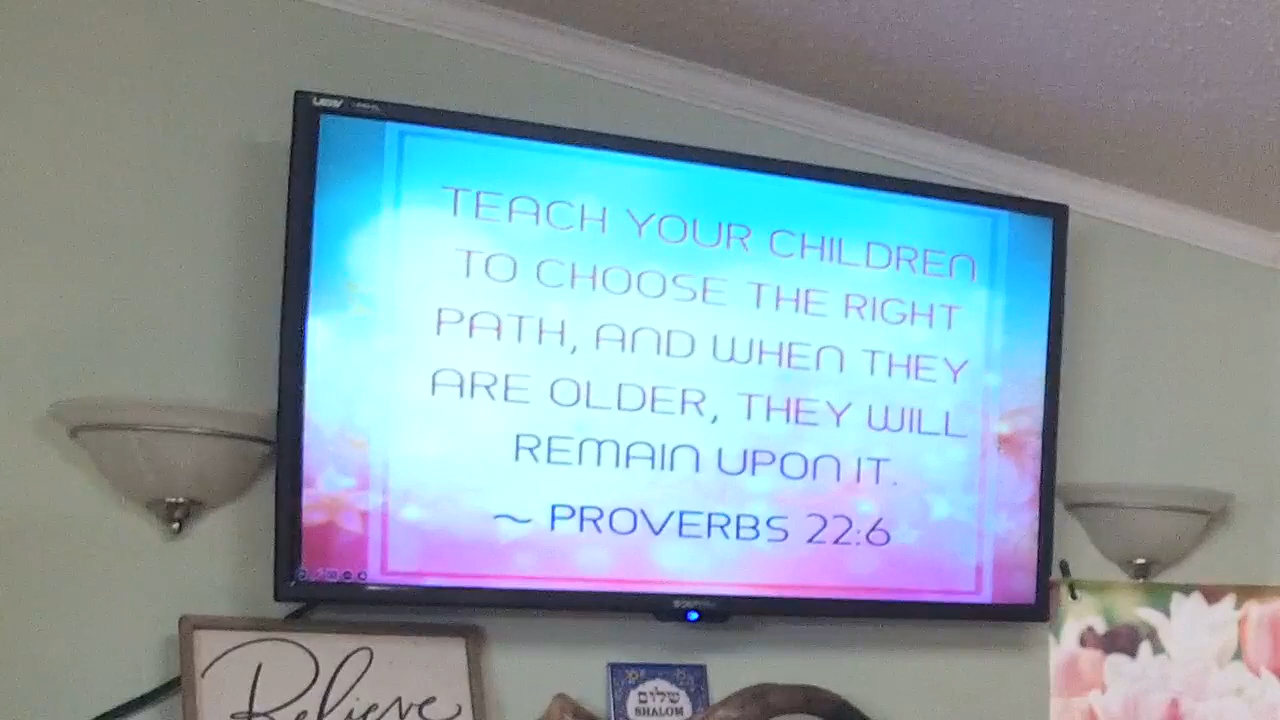 TEACH YOUR CHILDREN
TO CHOOSE THE RIGHT
PATH, AND WHEN THEY
ARE OLDER, THEY WILL
REMAIN UPON IT.
~ PROVERBS 22:6
Believe
שלום
SHALOM